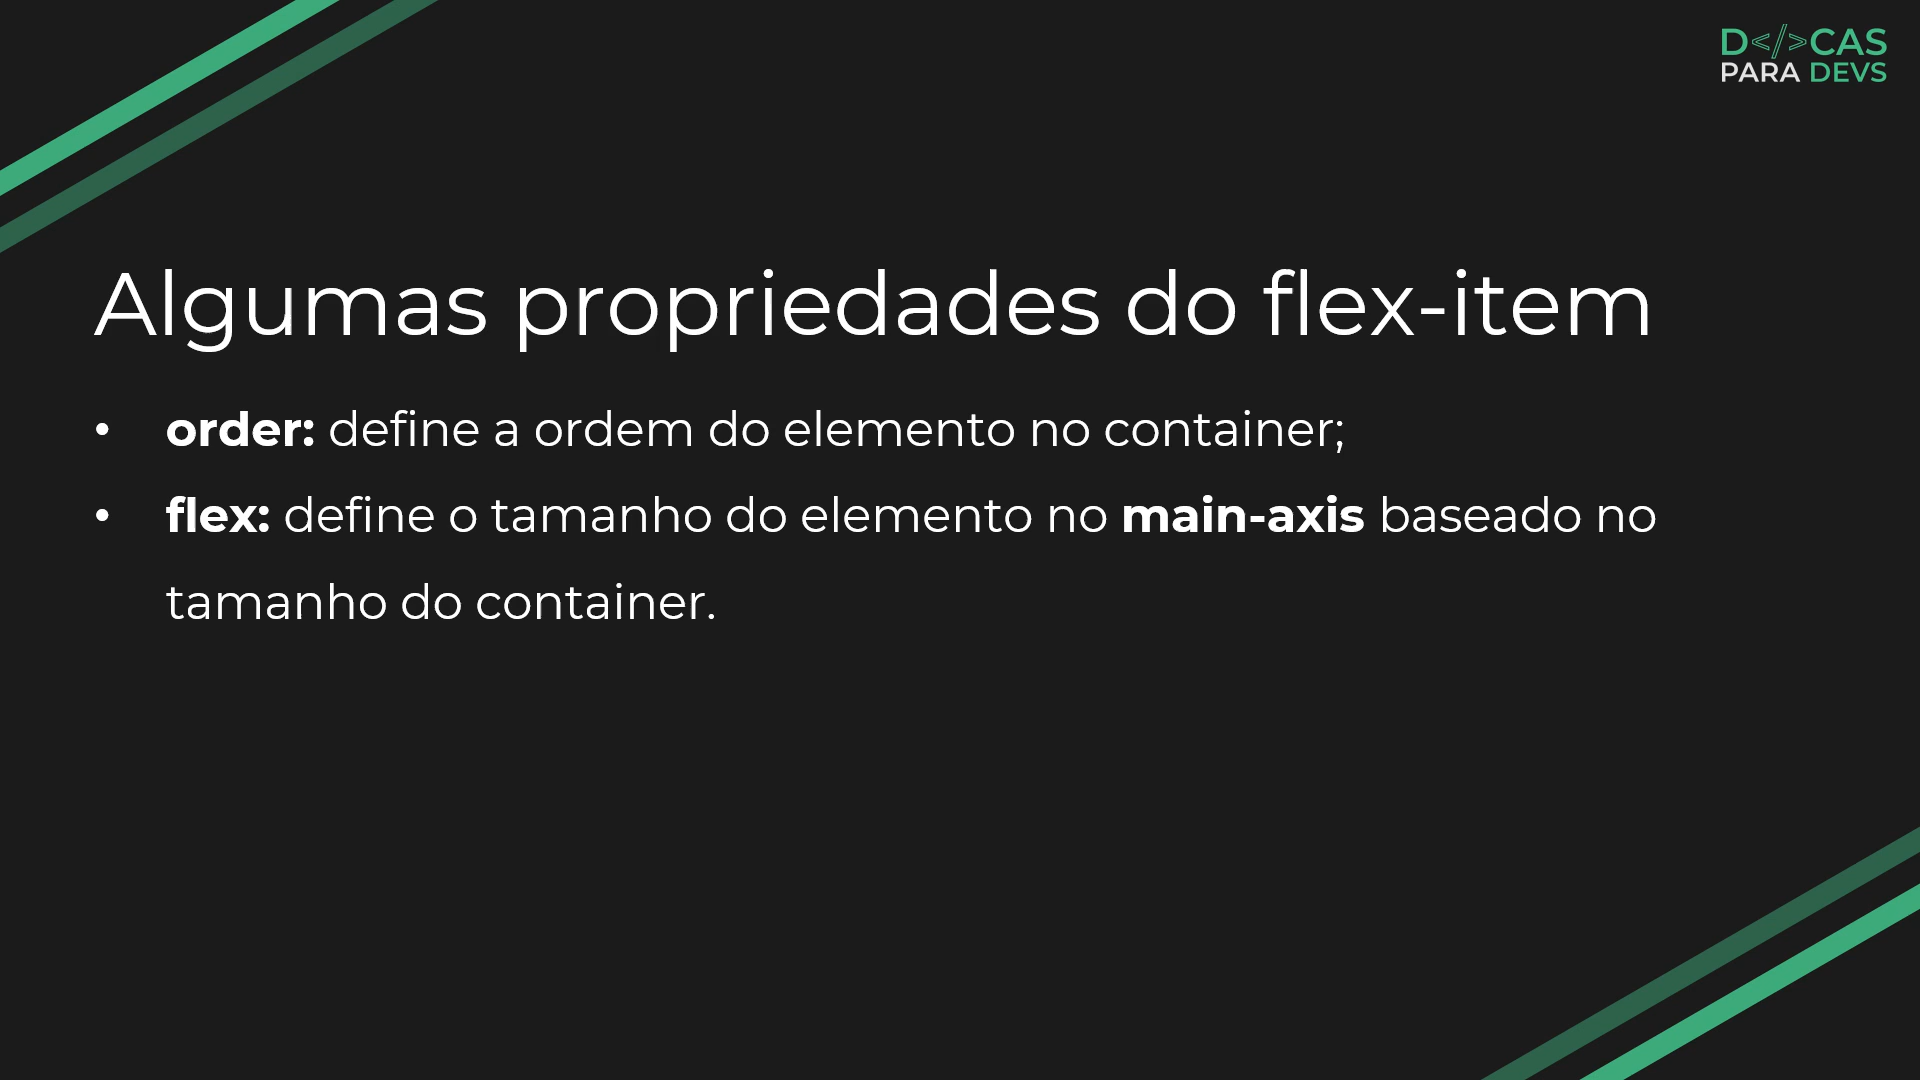 D</>CAS
PARA DEVS
Algumas propriedades do flex-item
• order: define a ordem do elemento no container;
• flex: define o tamanho do elemento no main-axis baseado no
tamanho do container.